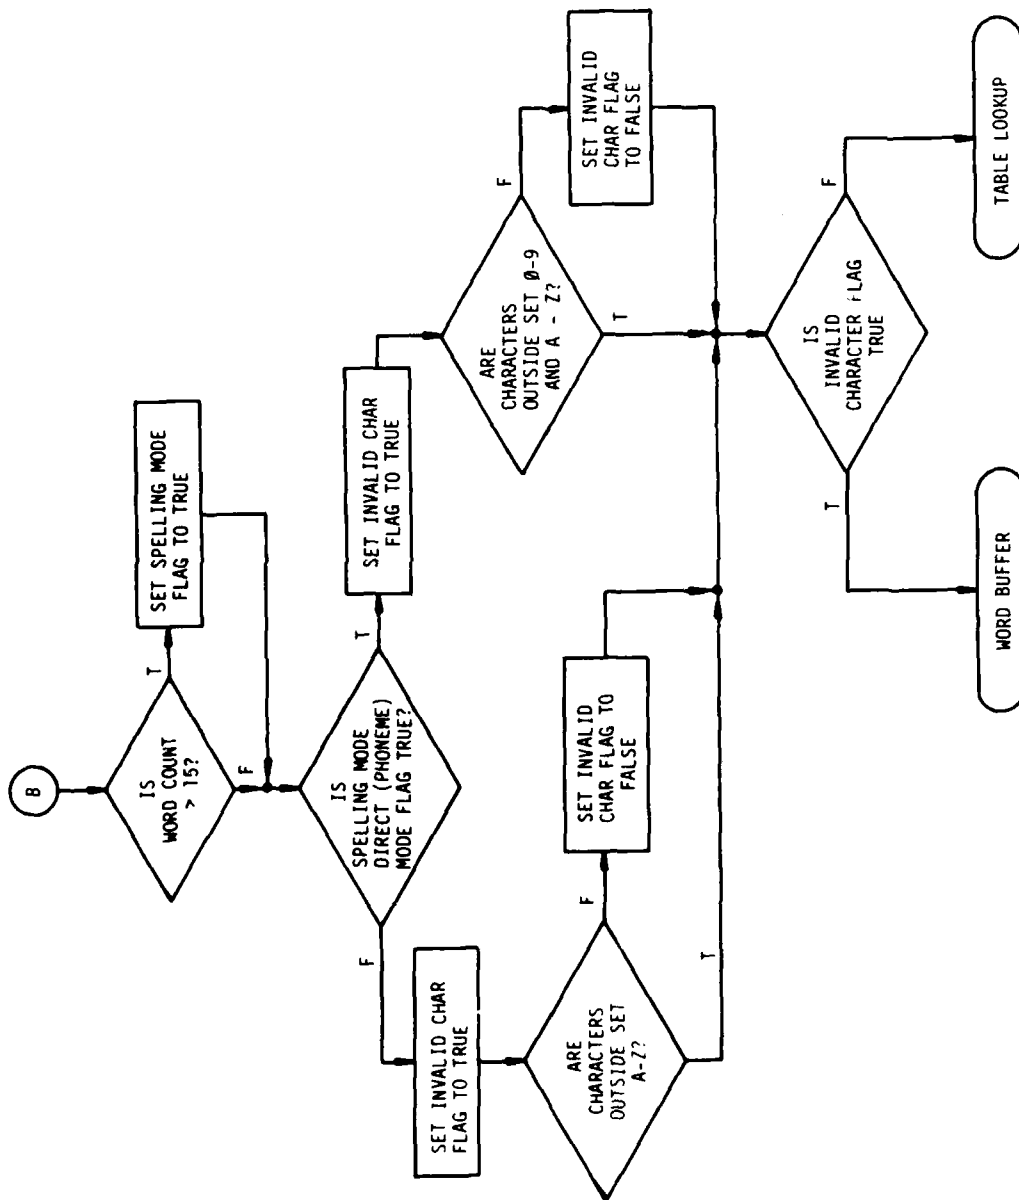 B
IS
WORD COUNT
> 15?
T
SET SPELLING MODE
FLAG TO TRUE
F
IS
SPELLING MODE
DIRECT (PHONEME)
MODE FLAG TRUE?
F
T
SET INVALID CHAR
FLAG TO TRUE
SET INVALID CHAR
FLAG TO TRUE
ARE
CHARACTERS
OUTSIDE SET
A-Z?
F
SET INVALID
CHAR FLAG TO
FALSE
T
ARE
CHARACTERS
OUTSIDE SET Ø-9
AND A - Z?
F
SET INVALID
CHAR FLAG
TO FALSE
T
IS
INVALID
CHARACTER FLAG
TRUE
T
F
WORD BUFFER
TABLE LOOKUP